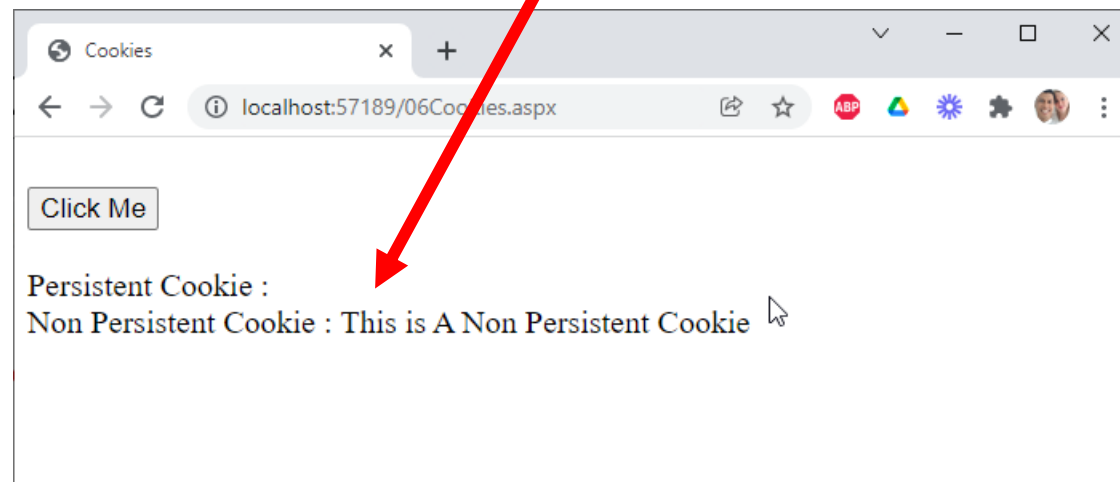 Cookies
localhost:57189/06Cookies.aspx
ABP
Click Me
Persistent Cookie :
Non Persistent Cookie : This is A Non Persistent Cookie